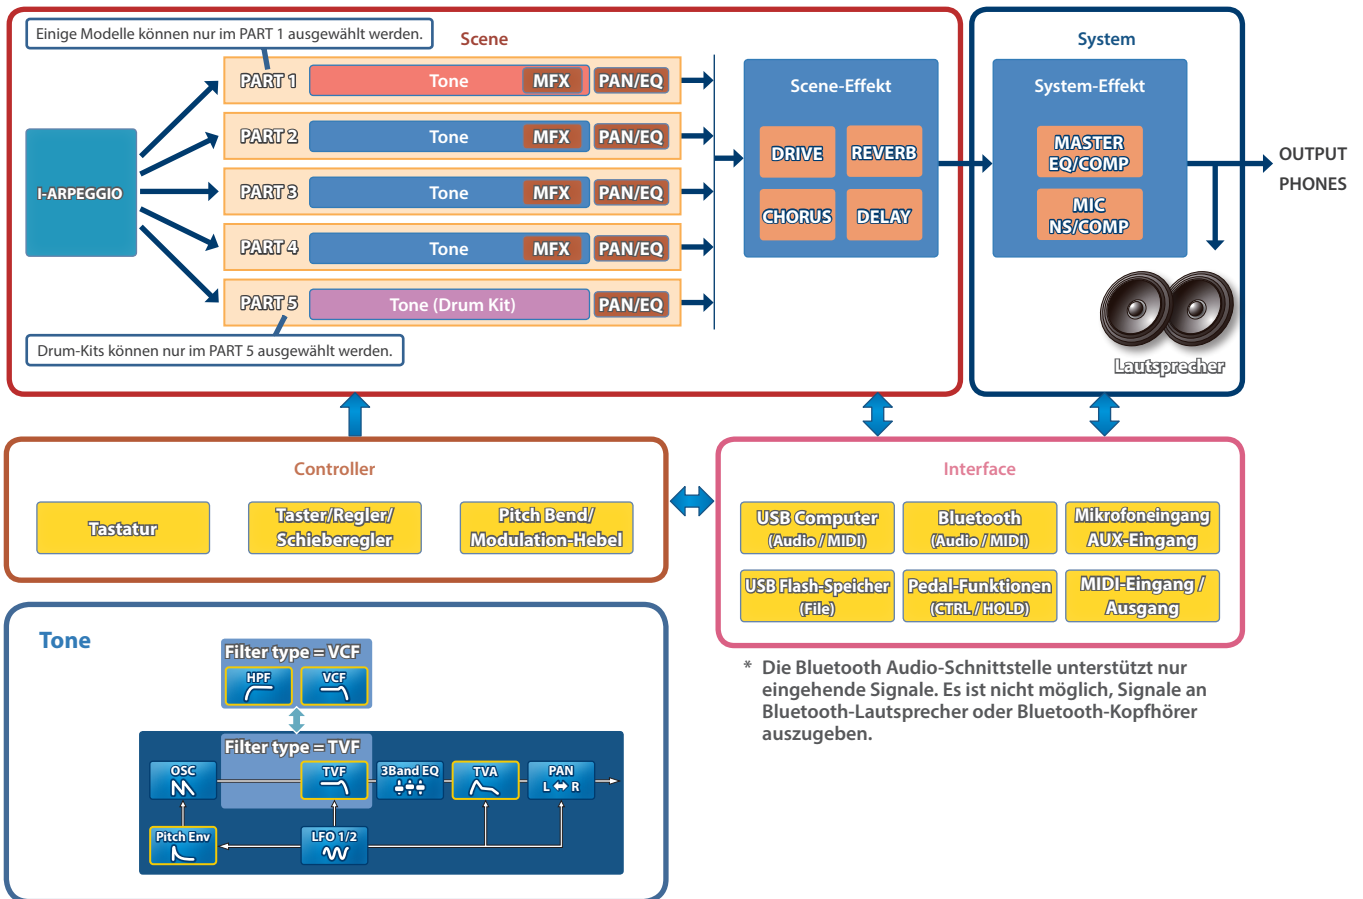 Einige Modelle können nur im PART 1 ausgewählt werden.
Scene
System
PART 1
Tone
MFX
PAN/EQ
PART 2
Tone
MFX
PAN/EQ
PART 3
Tone
MFX
PAN/EQ
PART 4
Tone
MFX
PAN/EQ
PART 5
Tone (Drum Kit)
PAN/EQ
I-ARPEGGIO
Drum-Kits können nur im PART 5 ausgewählt werden.
Scene-Effekt
DRIVE
REVERB
CHORUS
DELAY
System-Effekt
MASTER
EQ/COMP
MIC
NS/COMP
OUTPUT
PHONES
Lautsprecher
Controller
Tastatur
Taster/Regler/
Schieberegler
Pitch Bend/
Modulation-Hebel
Interface
USB Computer
(Audio / MIDI)
Bluetooth
(Audio / MIDI)
Mikrofoneingang
AUX-Eingang
USB Flash-Speicher
(File)
Pedal-Funktionen
(CTRL / HOLD)
MIDI-Eingang /
Ausgang
* Die Bluetooth Audio-Schnittstelle unterstützt nur
eingehende Signale. Es ist nicht möglich, Signale an
Bluetooth-Lautsprecher oder Bluetooth-Kopfhörer
auszugeben.
Tone
Filter type = VCF
HPF
VCF
Filter type = TVF
OSC
TVF
3Band EQ
TVA
PAN
L ⇔ R
Pitch Env
LFO 1/2